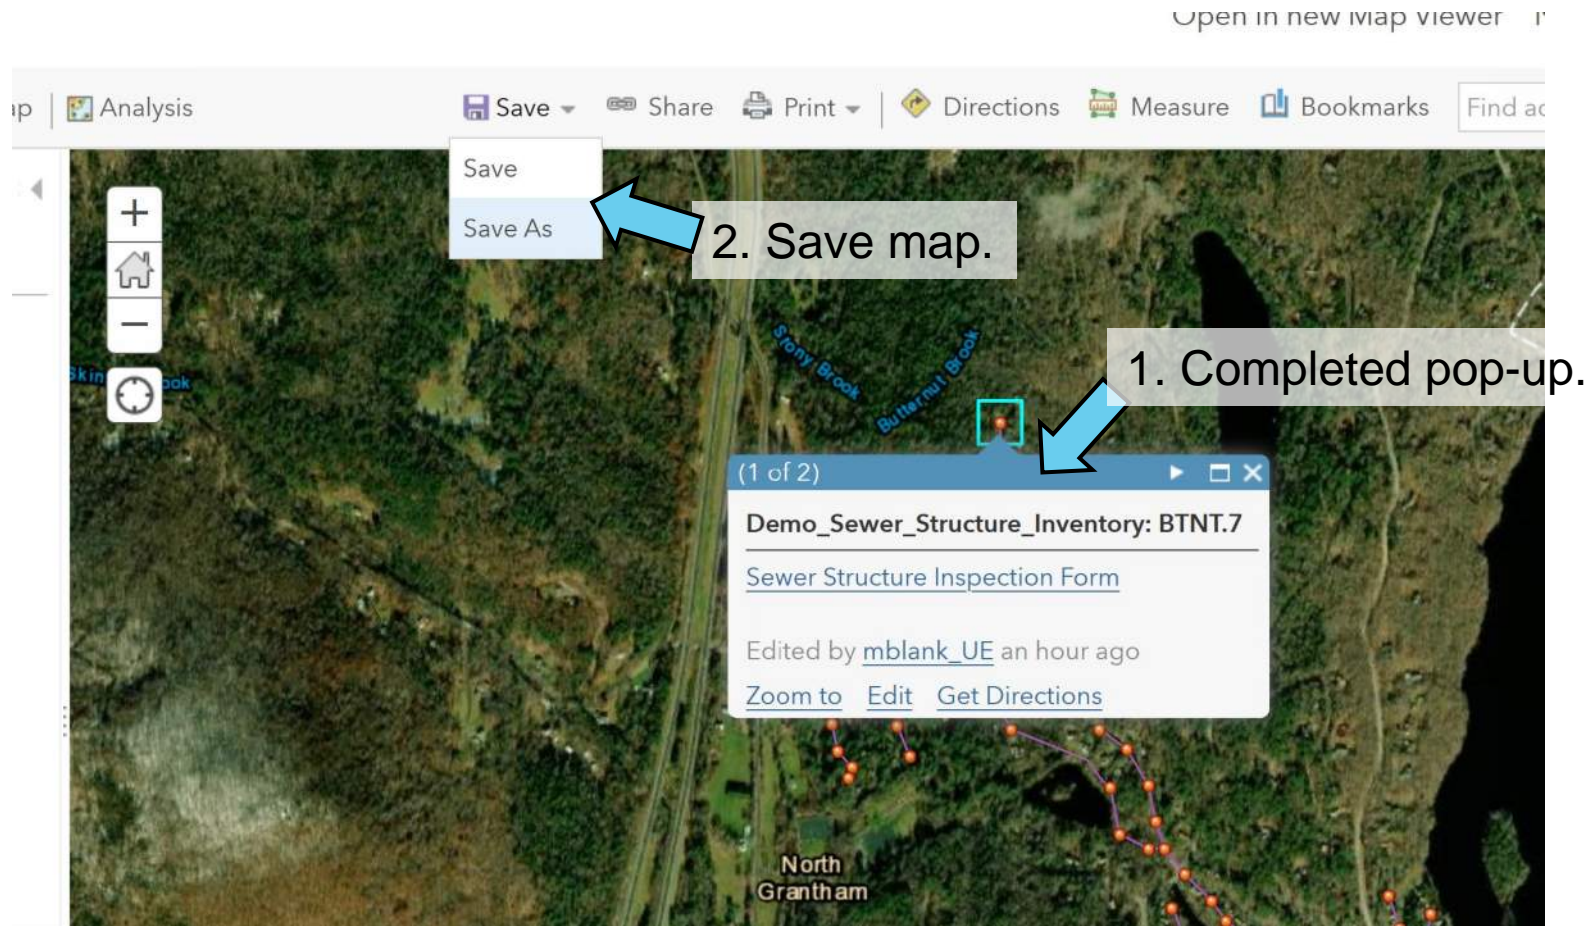 Open in new Map Viewer
Analysis
Save
Share
Print
Directions
Measure
Bookmarks
Find
Save
Save As
2. Save map.
Stony Brook
Butternut Brook
1. Completed pop-up.
(1 of 2)
Demo_Sewer_Structure_Inventory: BTNT.7
Sewer Structure Inspection Form
Edited by mblank_UE an hour ago
Zoom to Edit Get Directions
North
Grantham